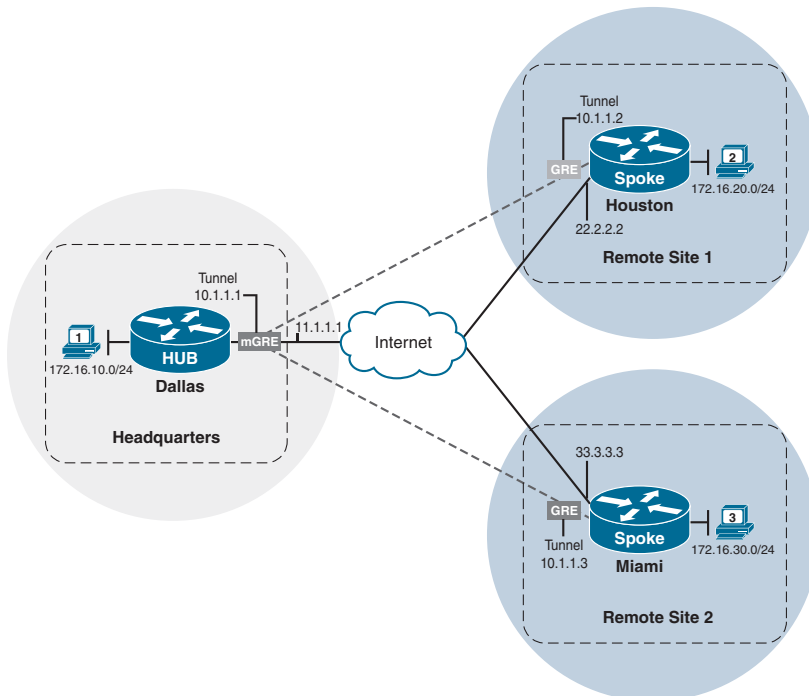 Tunnel
10.1.1.2
GRE
Spoke
2
172.16.20.0/24
Houston
22.2.2.2
Remote Site 1
Tunnel
10.1.1.1
11.1.1.1
1
HUB
mGRE
Internet
172.16.10.0/24
Dallas
Headquarters
33.3.3.3
GRE
Spoke
3
Tunnel
10.1.1.3
172.16.30.0/24
Miami
Remote Site 2